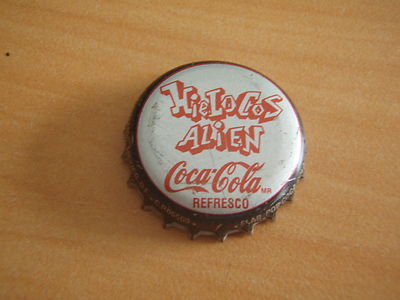 HieLoCoS
ALiEN
Coca-Cola MR
REFRESCO